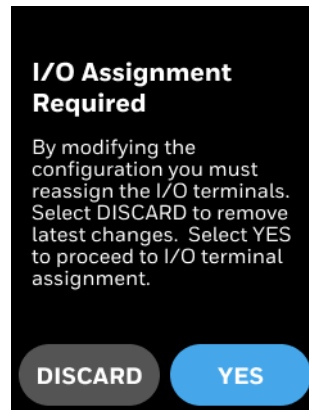 I/O Assignment
Required
By modifying the
configuration you must
reassign the I/O terminals.
Select DISCARD to remove
latest changes.  Select YES
to proceed to I/O terminal
assignment.
DISCARD
YES